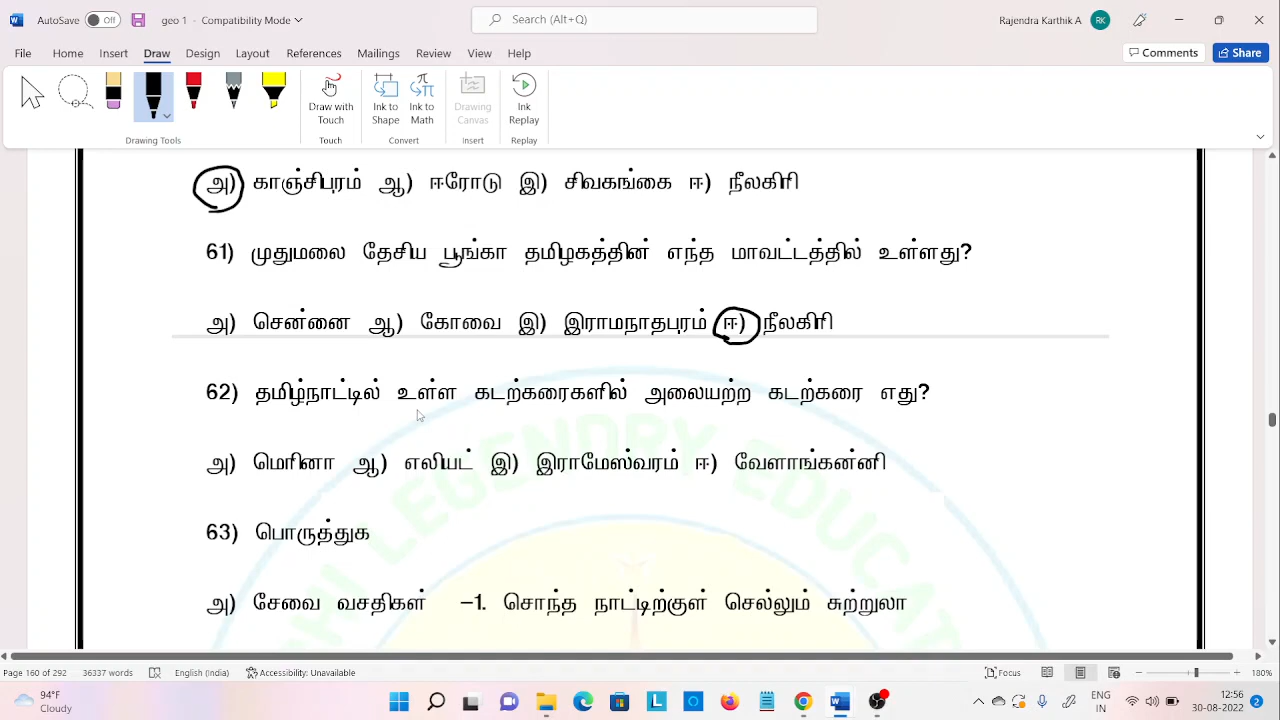 AutoSave Off geo 1 - Compatibility Mode Search (Alt+Q) Rajendra Karthik A RK
File Home Insert Draw Design Layout Mailings Review View Help Comments Share
Draw with Touch Ink to Shape Ink to Math Drawing Canvas Ink Replay
Drawing Tools Touch Convert Insert Replay
அ) காஞ்சிபுரம் ஆ) ஈரோடு இ) சிவகங்கை ஈ) நீலகிரி
61) முதுமலை தேசிய பூங்கா தமிழகத்தின் எந்த மாவட்டத்தில் உள்ளது?
அ) சென்னை ஆ) கோவை இ) இராமநாதபுரம் ஈ) நீலகிரி
62) தமிழ்நாட்டில் உள்ள கடற்கரைகளில் அலையற்ற கடற்கரை எது?
அ) மெரினா ஆ) எலியட் இ) இராமேஸ்வரம் ஈ) வேளாங்கன்னி
63) பொருத்துக
அ) சேவை வசதிகள் –1. சொந்த நாட்டிற்குள் செல்லும் சுற்றுலா
LEGENDRY EDUCAT
Page 160 of 292 36337 words English (India) Accessibility: Unavailable Focus 180%
94°F ENG 12:56
Cloudy IN 30-08-2022 2